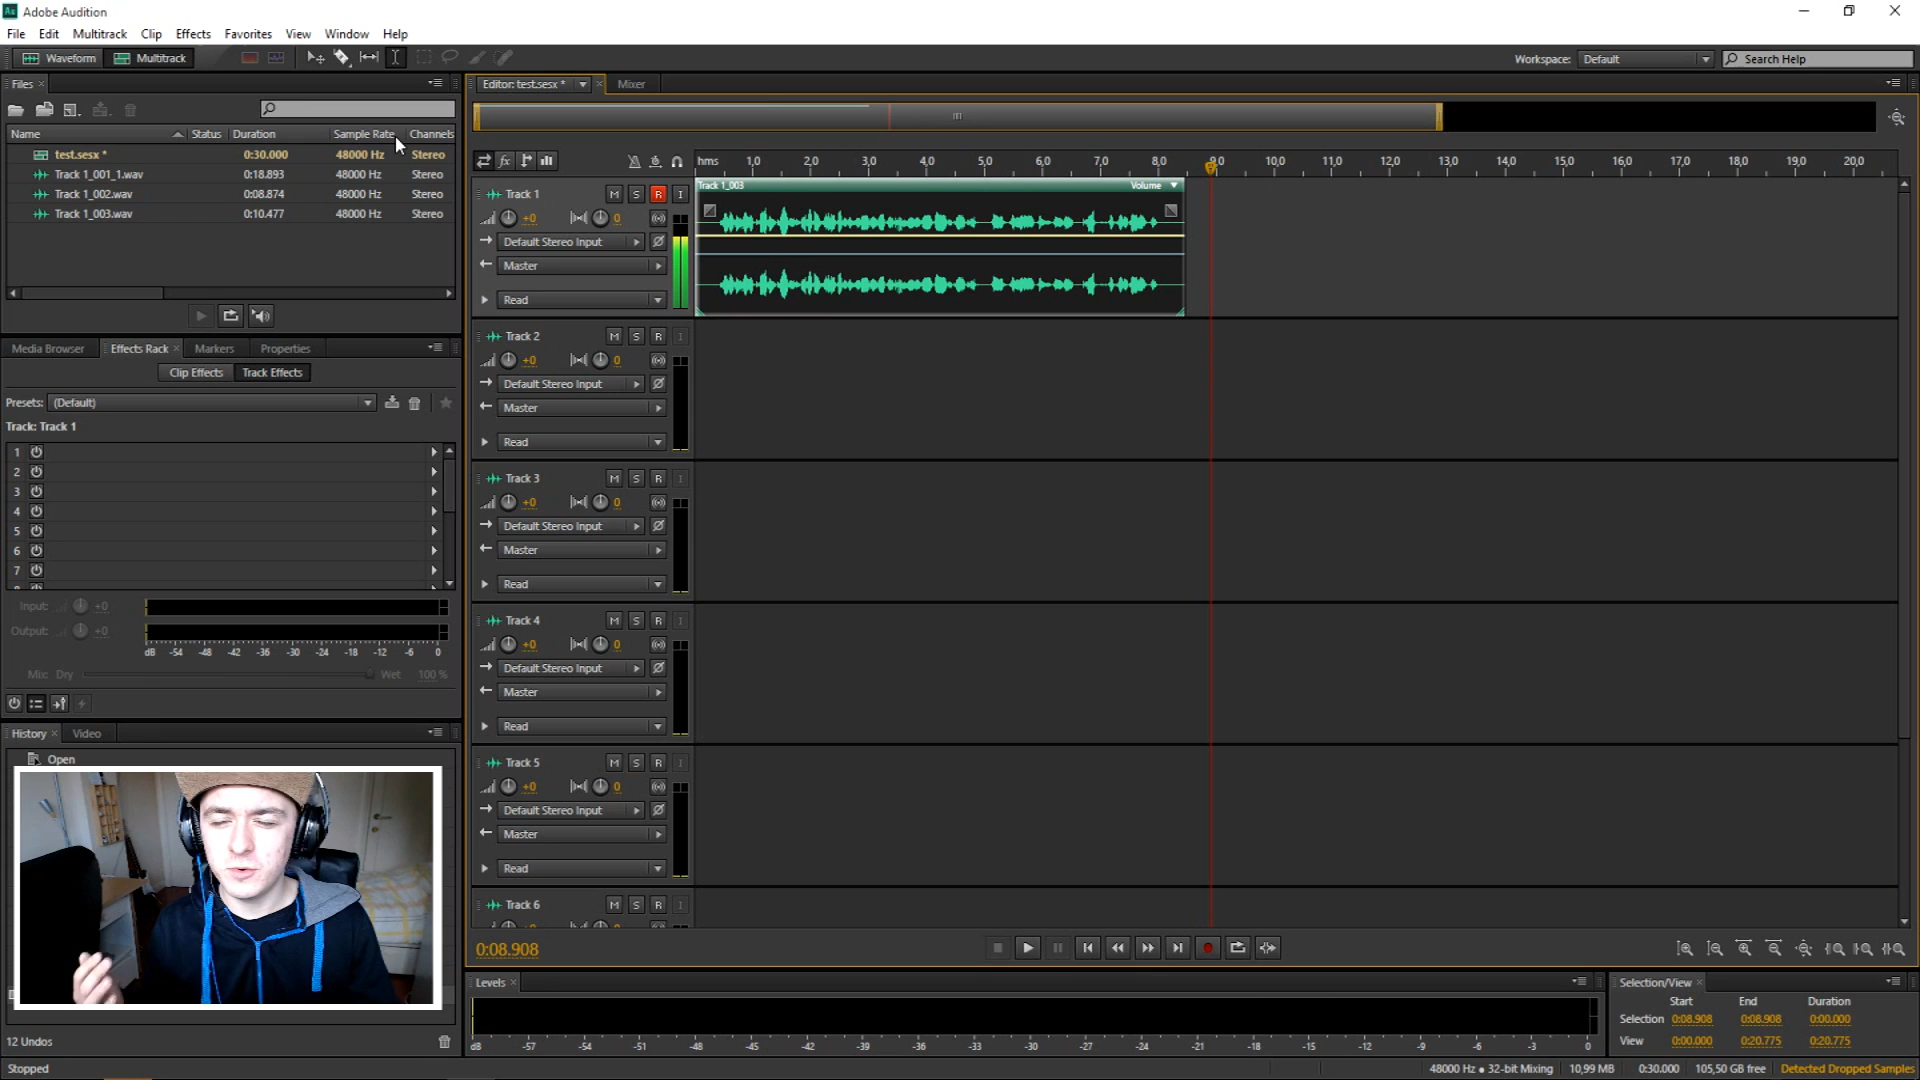 Adobe Audition
File Edit Multitrack Clip Effects Favorites View Window Help
Waveform Multitrack
Workspace: Default Search Help
Files
Name Status Duration Sample Rate Channels
test.sesx * 0:30.000 48000 Hz Stereo
Track 1_001_1.wav 0:18.893 48000 Hz Stereo
Track 1_002.wav 0:08.874 48000 Hz Stereo
Track 1_003.wav 0:10.477 48000 Hz Stereo
Media Browser Effects Rack Markers Properties
Clip Effects Track Effects
Presets: (Default)
Track: Track 1
1
2
3
4
5
6
7
Input: +0
Output: +0
dB -54 -48 -42 -36 -30 -24 -18 -12 -6 0
Mix: Dry Wet 100 %
History Video
Open
12 Undos
Stopped
Editor: test.sesx * Mixer
hms 1,0 2,0 3,0 4,0 5,0 6,0 7,0 8,0 9,0 10,0 11,0 12,0 13,0 14,0 15,0 16,0 17,0 18,0 19,0 20,0
Track 1 M S R I
+0 0
Default Stereo Input
Master
Read
Track 1_003 Volume
Track 2 M S R I
+0 0
Default Stereo Input
Master
Read
Track 3 M S R I
+0 0
Default Stereo Input
Master
Read
Track 4 M S R I
+0 0
Default Stereo Input
Master
Read
Track 5 M S R I
+0 0
Default Stereo Input
Master
Read
Track 6 M S R I
0:08.908
Levels
dB -57 -54 -51 -48 -45 -42 -39 -36 -33 -30 -27 -24 -21 -18 -15 -12 -9 -6 -3 0
Selection/View
Start End Duration
Selection 0:08.908 0:08.908 0:00.000
View 0:00.000 0:20.775 0:20.775
48000 Hz • 32-bit Mixing 10,99 MB 0:30.000 105,50 GB free Detected Dropped Samples